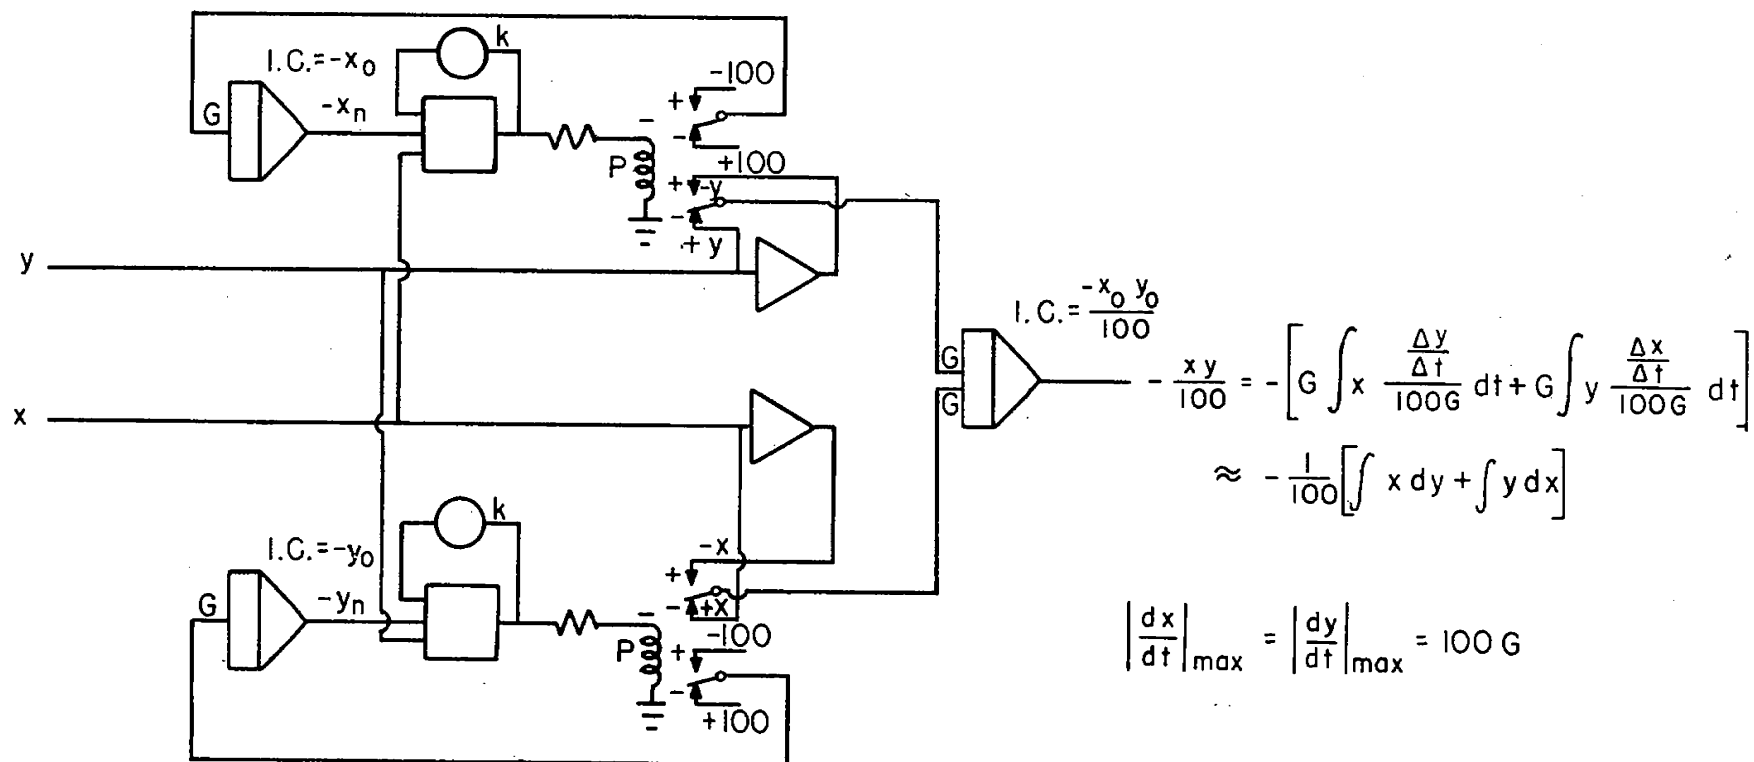 I.C.=-x₀
k
G
-xₙ
-100
+
-
-
+100
P
+
-y
-
+y
y
I.C.= -x₀ y₀ / 100
G
G
- xy/100 = -[G ∫ x (Δy/Δt)/(100G) dt + G ∫ y (Δx/Δt)/(100G) dt]
x
≈ - 1/100 [∫ x dy + ∫ y dx]
k
I.C.=-y₀
G
-yₙ
-x
+
-
+x
-
-100
P
+
-
+100
|dx/dt|max = |dy/dt|max = 100 G